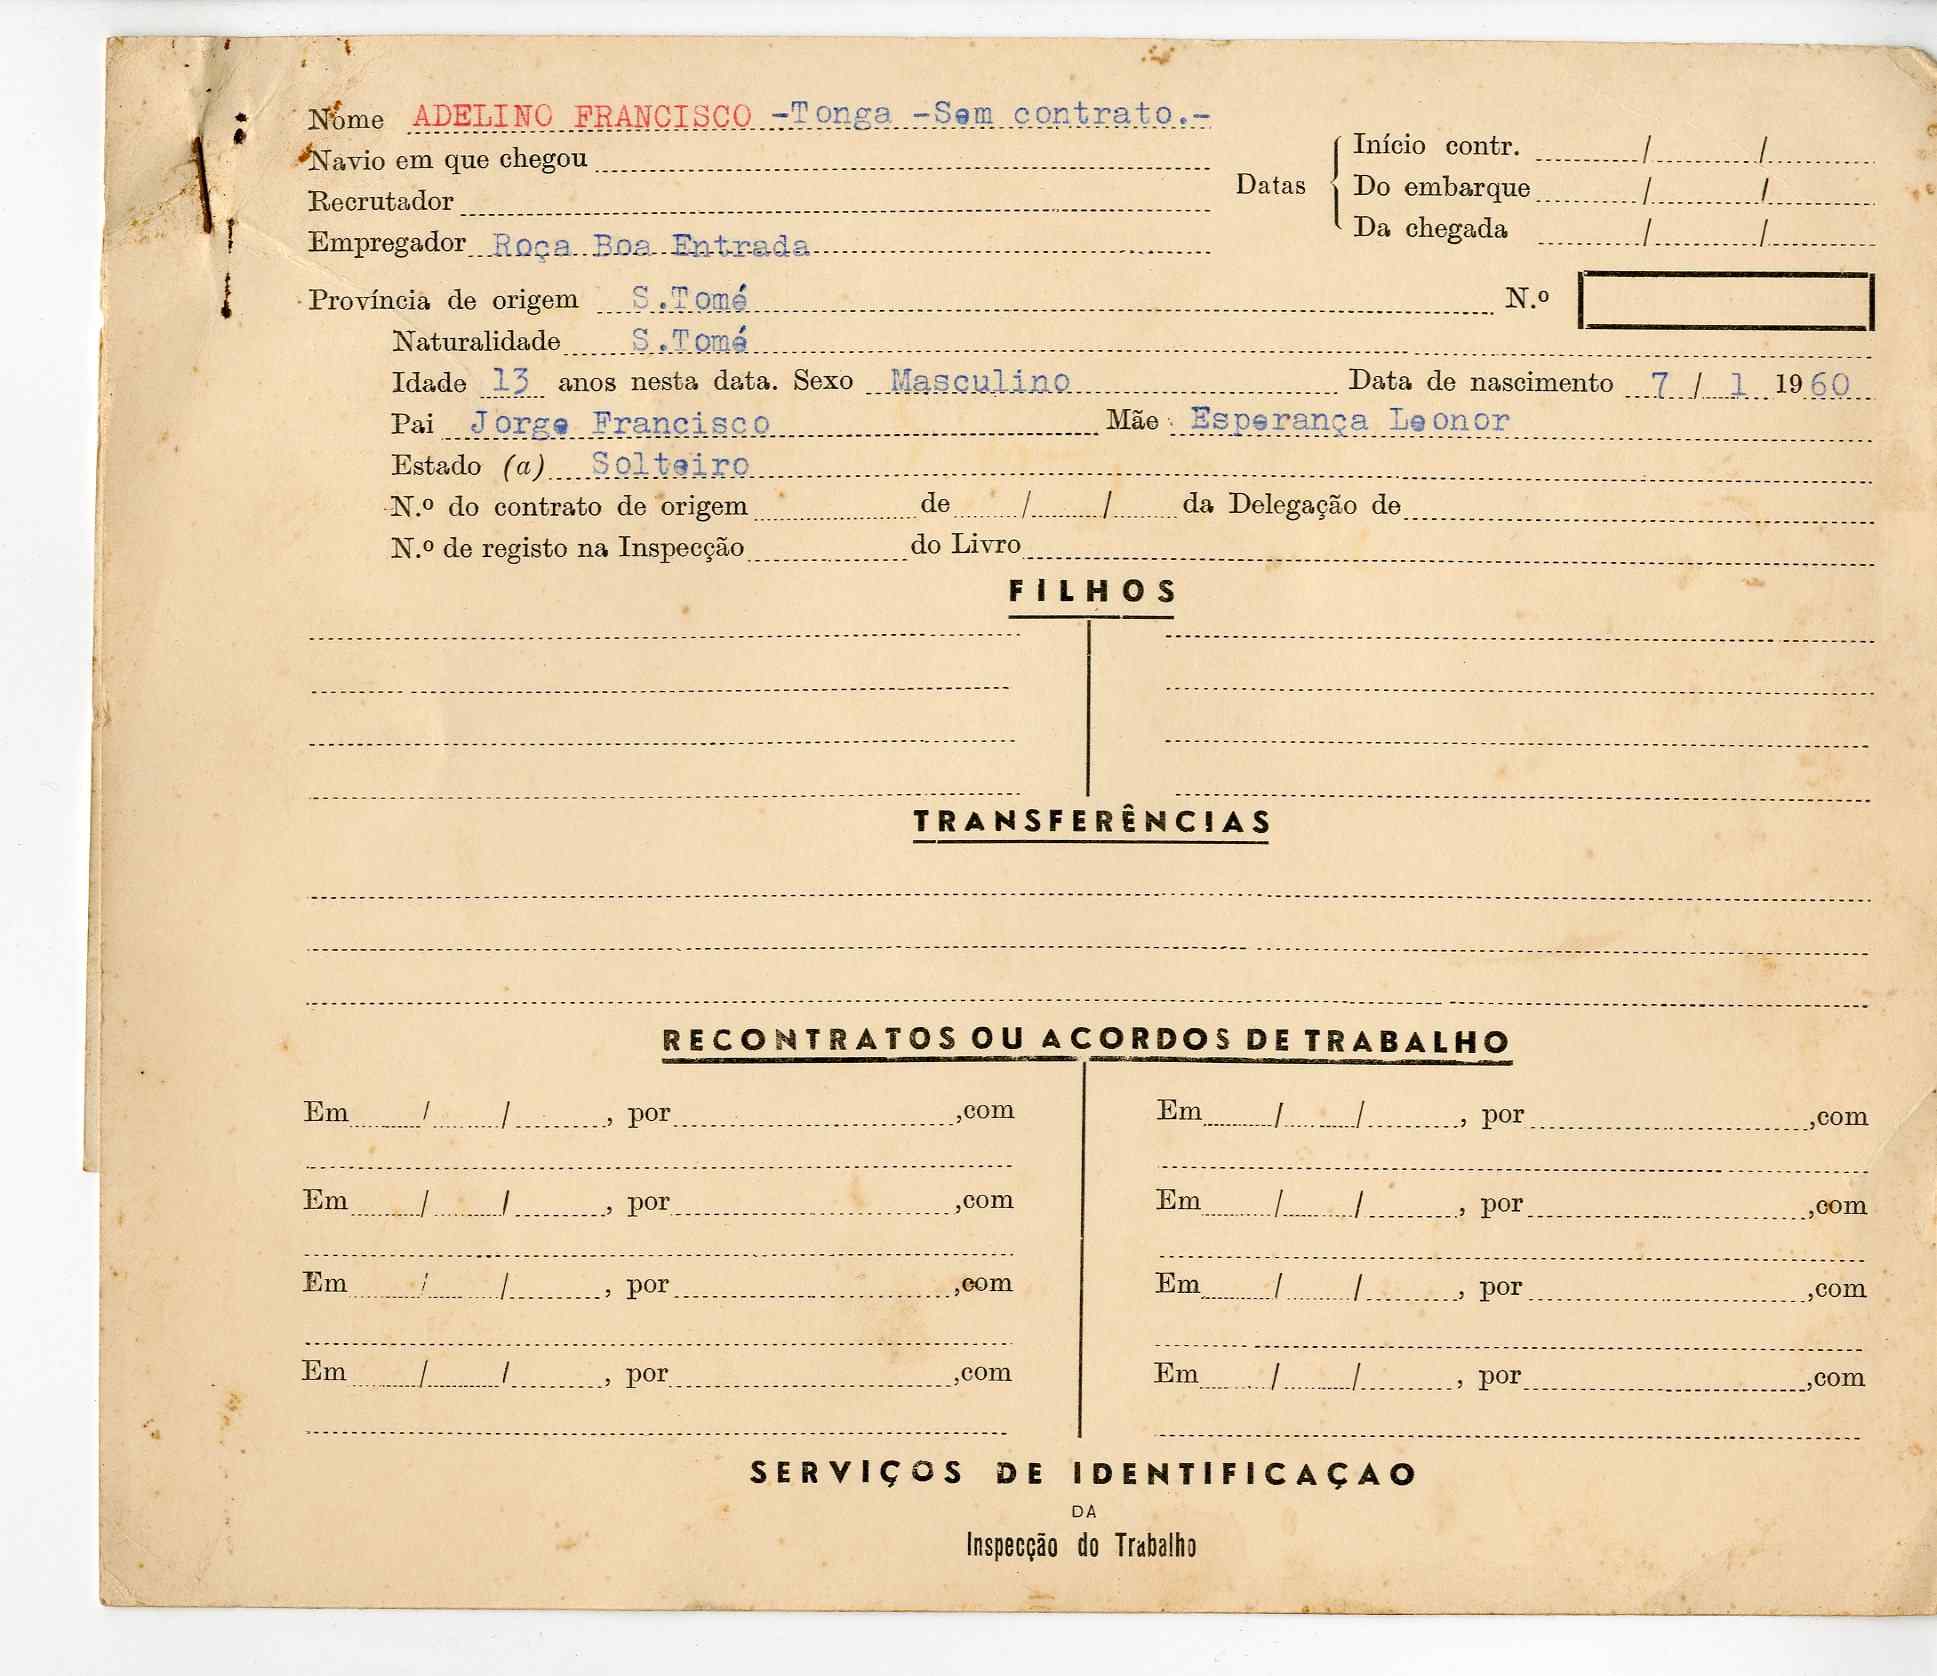 Nome ADELINO FRANCISCO -Tonga -Sem contrato.-
Navio em que chegou
Recrutador
Empregador Roça Boa Entrada
Datas
Início contr. / /
Do embarque / /
Da chegada / /
Província de origem S.Tomé N.º
Naturalidade S.Tomé
Idade 13 anos nesta data. Sexo Masculino Data de nascimento 7 / 1 1960
Pai Jorge Francisco Mãe Esperança Leonor
Estado (a) Solteiro
N.º do contrato de origem de / / da Delegação de
N.º de registo na Inspecção do Livro
FILHOS
TRANSFERÊNCIAS
RECONTRATOS OU ACORDOS DE TRABALHO
Em / / , por ,com
Em / / , por ,com
Em / / , por ,com
Em / / , por ,com
Em / / , por ,com
Em / / , por ,com
Em / / , por ,com
Em / / , por ,com
SERVIÇOS DE IDENTIFICAÇAO
DA
Inspecção do Trabalho